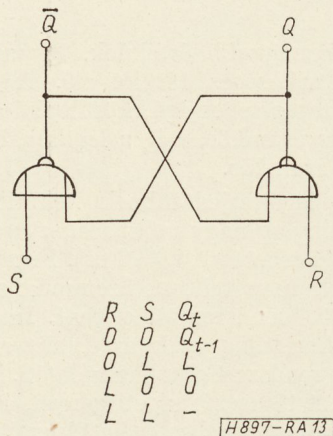 Q̅ Q
S R
R S Qt
0 0 Qt-1
0 L L
L 0 0
L L -
H897-RA13